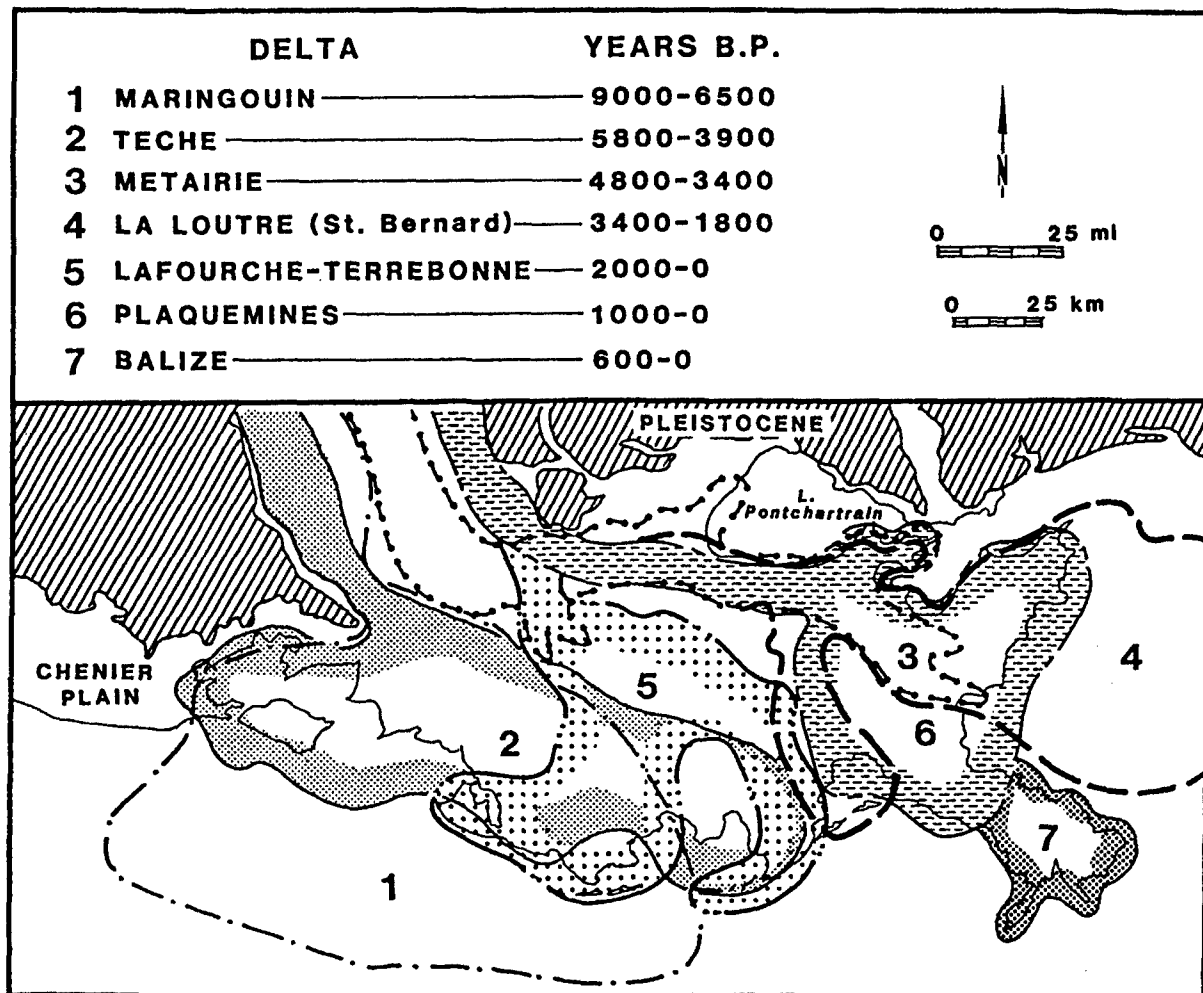 DELTA YEARS B.P.
1 MARINGOUIN 9000-6500
2 TECHE 5800-3900
3 METAIRIE 4800-3400
4 LA LOUTRE (St. Bernard) 3400-1800
5 LAFOURCHE-TERREBONNE 2000-0
6 PLAQUEMINES 1000-0
7 BALIZE 600-0
N
0 25 mi
0 25 km
PLEISTOCENE
L.
Pontchartrain
CHENIER
PLAIN
3
4
5
2
6
7
1